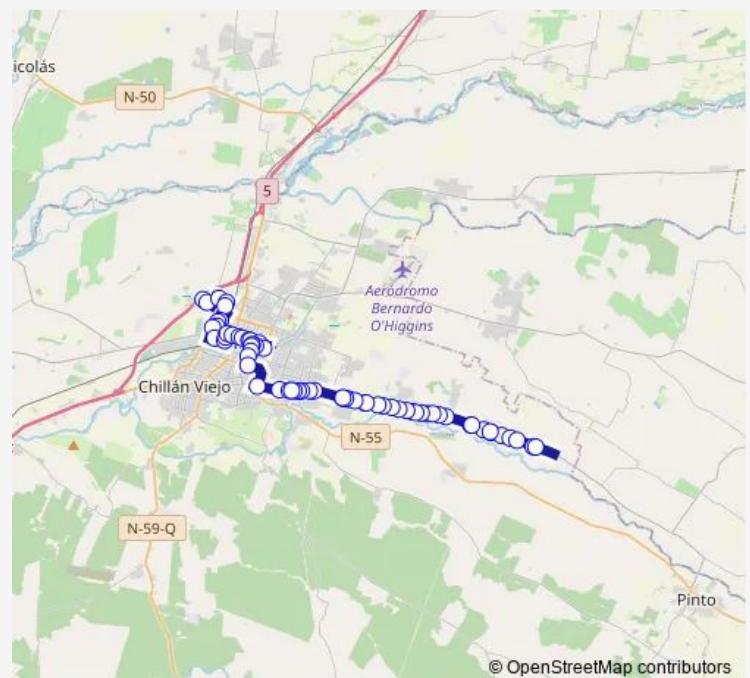 icolás
N-50
5
Aeródromo
Bernardo
O'Higgins
Chillán Viejo
N-55
N-59-Q
Pinto
© OpenStreetMap contributors